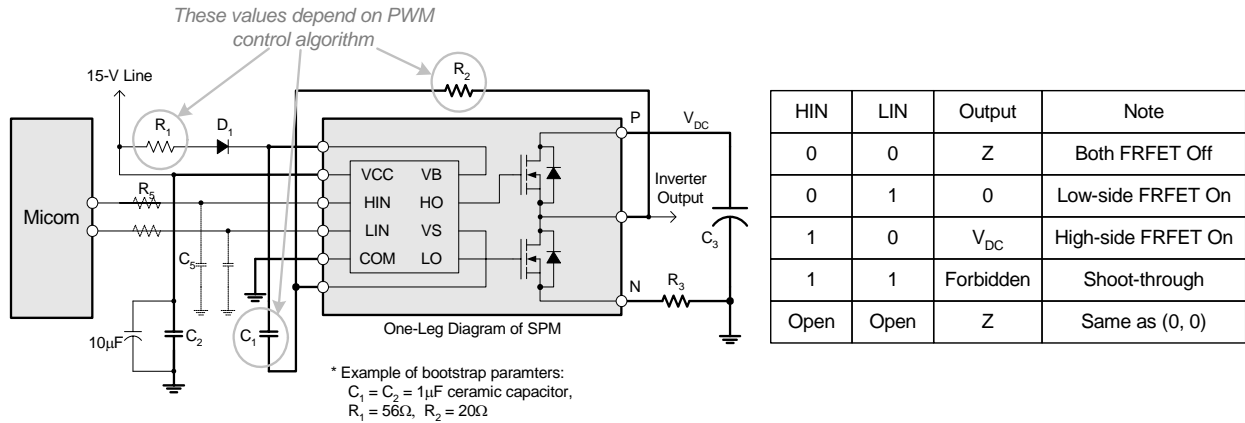 These values depend on PWM
control algorithm
R2
15-V Line
R1
D1
P
VDC
R5
VCC
VB
Micom
HIN
HO
Inverter
Output
LIN
VS
C5
COM
LO
C3
N
R3
10μF
C2
C1
One-Leg Diagram of SPM
* Example of bootstrap paramters:
C1 = C2 = 1μF ceramic capacitor,
R1 = 56Ω, R2 = 20Ω
HIN LIN Output Note
0 0 Z Both FRFET Off
0 1 0 Low-side FRFET On
1 0 VDC High-side FRFET On
1 1 Forbidden Shoot-through
Open Open Z Same as (0, 0)